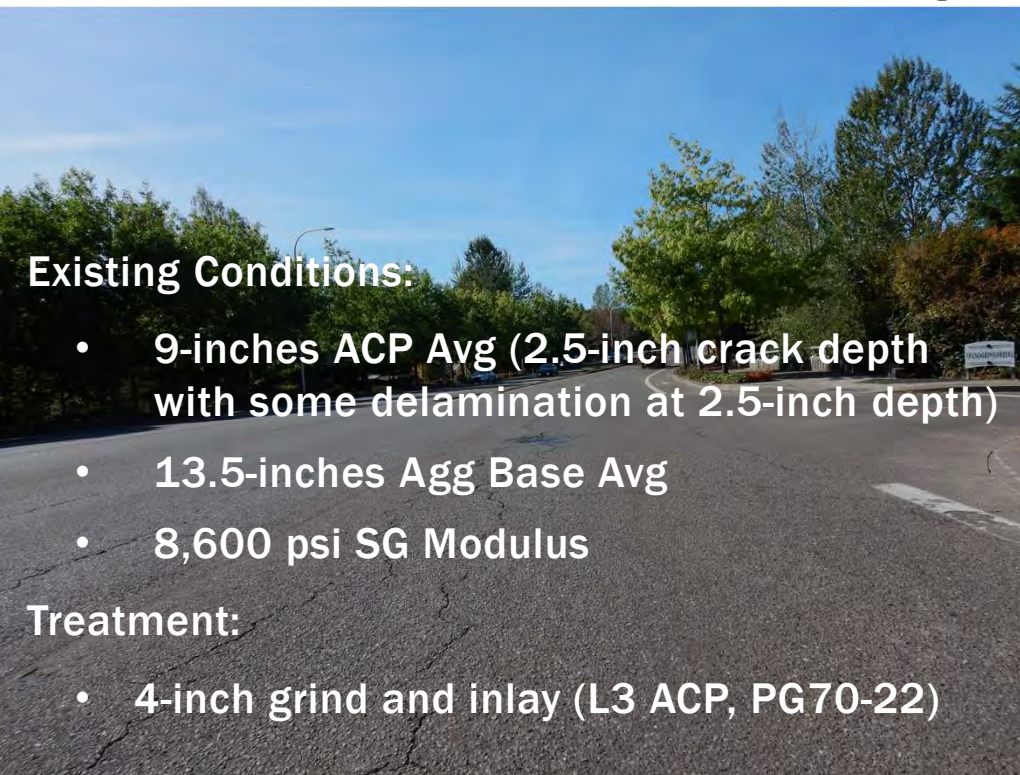 Existing Conditions:
• 9-inches ACP Avg (2.5-inch crack depth
with some delamination at 2.5-inch depth)
• 13.5-inches Agg Base Avg
• 8,600 psi SG Modulus
Treatment:
• 4-inch grind and inlay (L3 ACP, PG70-22)